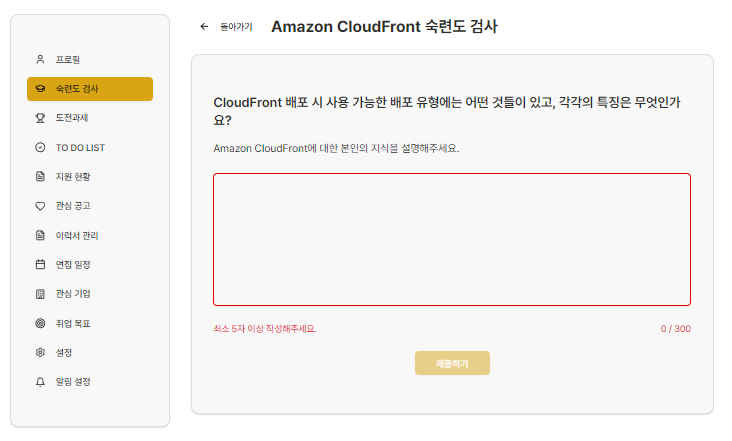 프로필
숙련도 검사
도전과제
TO DO LIST
지원 현황
관심 공고
이력서 관리
면접 일정
관심 기업
취업 목표
설정
알림 설정
돌아가기
Amazon CloudFront 숙련도 검사
CloudFront 배포 시 사용 가능한 배포 유형에는 어떤 것들이 있고, 각각의 특징은 무엇인가
요?
Amazon CloudFront에 대한 본인의 지식을 설명해주세요.
최소 5자 이상 작성해주세요.
0 / 300
제출하기